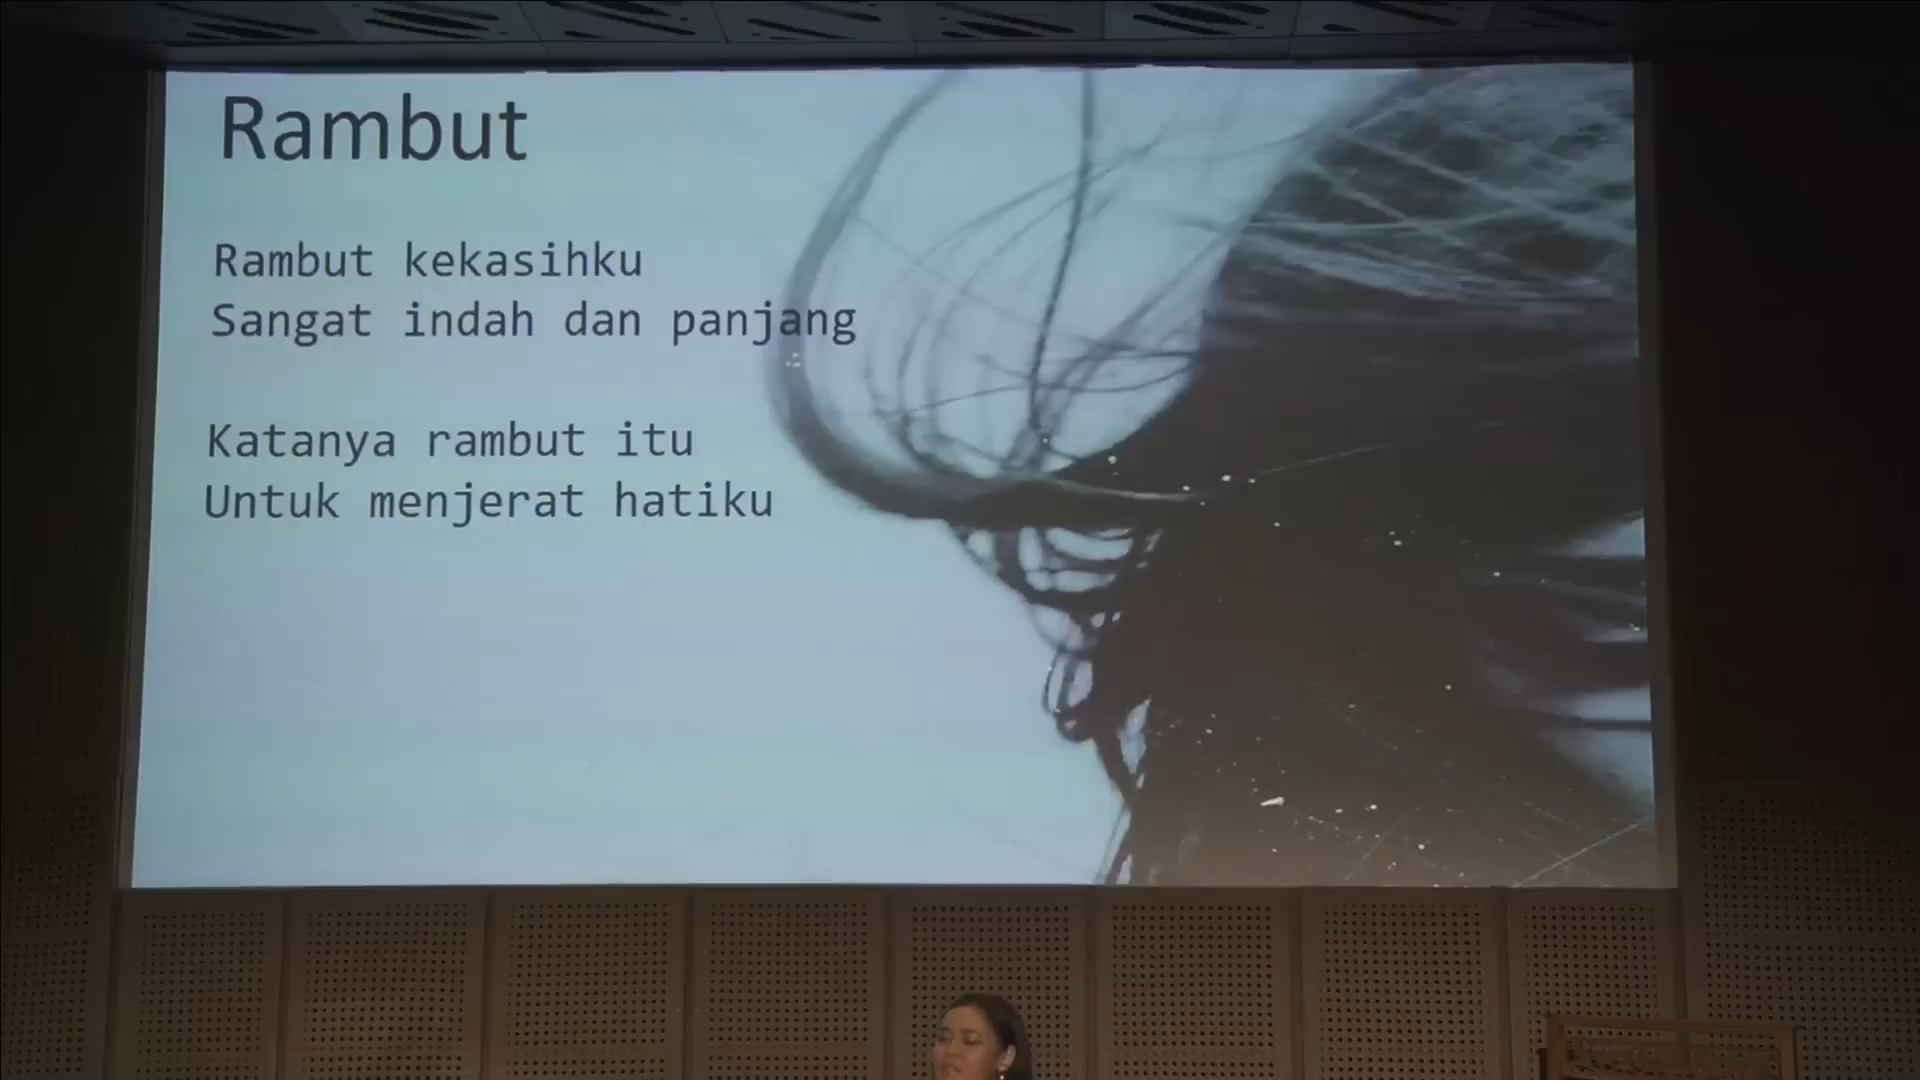 Rambut
Rambut kekasihku
Sangat indah dan panjang
Katanya rambut itu
Untuk menjerat hatiku